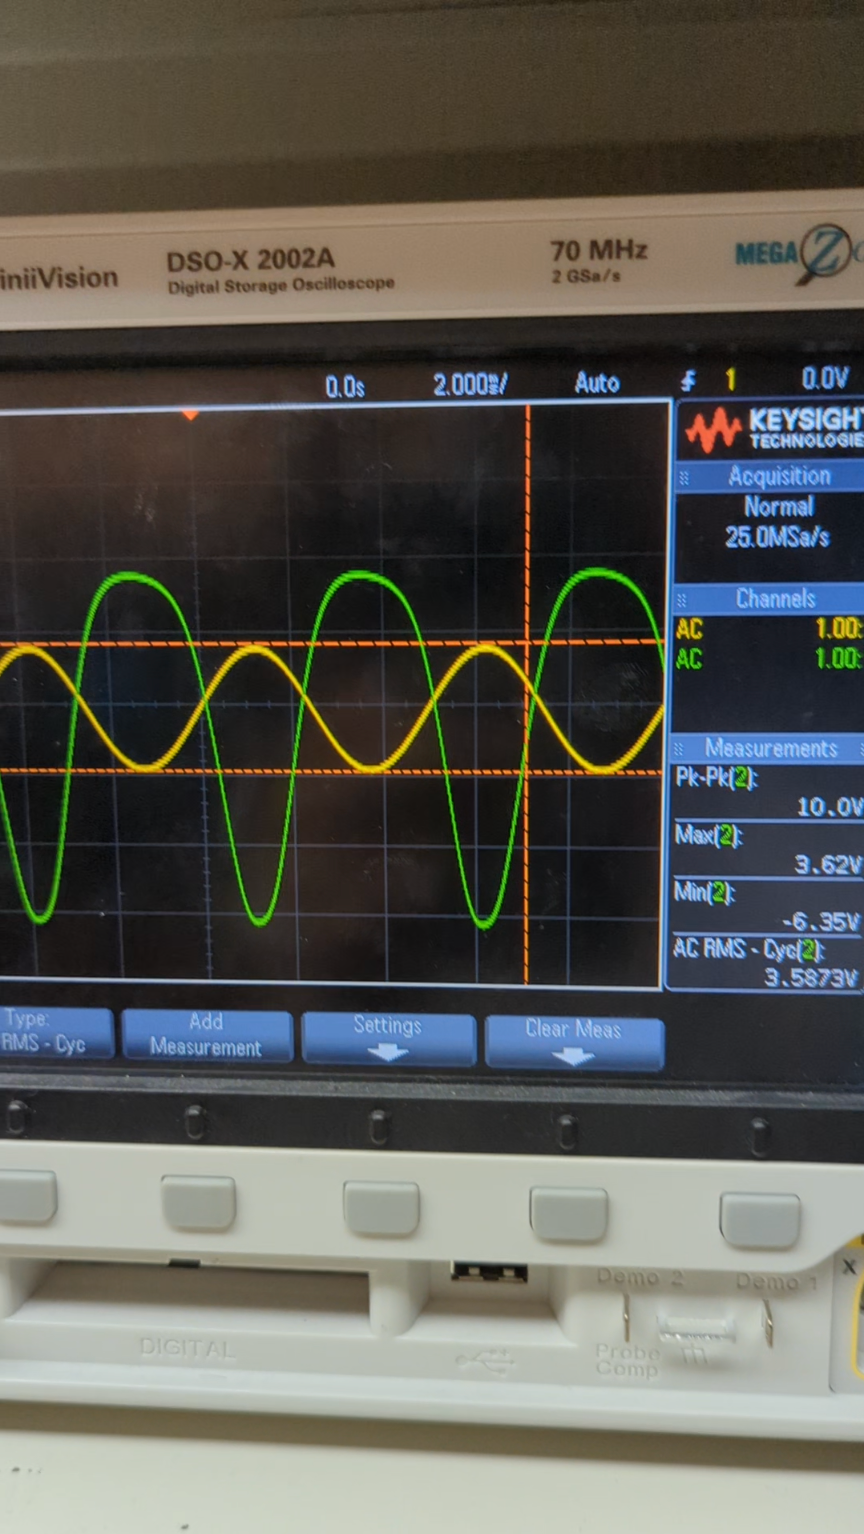 iniiVision
DSO-X 2002A
Digital Storage Oscilloscope
70 MHz
2 GSa/s
MEGA Z
0.0s 2.000ms/ Auto 1 0.0V
KEYSIGH
TECHNOLOGIE
Acquisition
Normal
25.0MSa/s
Channels
AC 1.00:
AC 1.00:
Measurements
Pk-Pk(2):
10.0V
Max(2):
3.62V
Min(2):
-6.35V
AC RMS - Cyc(2):
3.5873V
Type:
RMS - Cyc
Add
Measurement
Settings
Clear Meas
Demo 2
Demo 1
Probe
Comp
DIGITAL
X